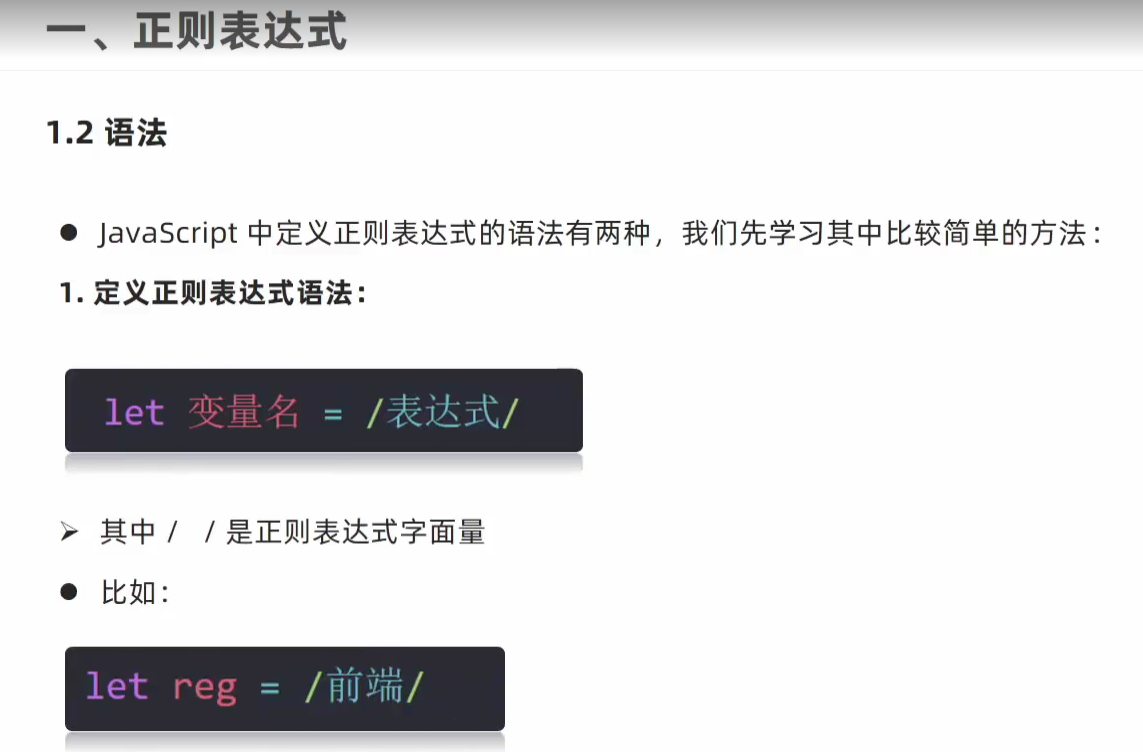 一、正则表达式
1.2 语法
● JavaScript 中定义正则表达式的语法有两种，我们先学习其中比较简单的方法：
1. 定义正则表达式语法：
let 变量名 = /表达式/
➢ 其中 /   / 是正则表达式字面量
● 比如：
let reg = /前端/